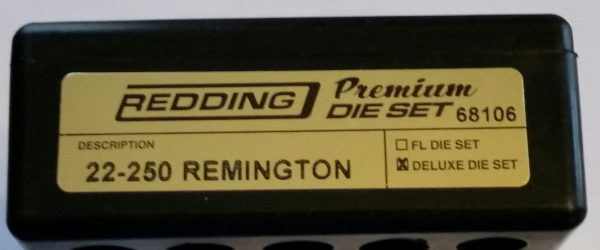 REDDING Premium
DIE SET 68106
DESCRIPTION
22-250 REMINGTON
☐ FL DIE SET
☒ DELUXE DIE SET